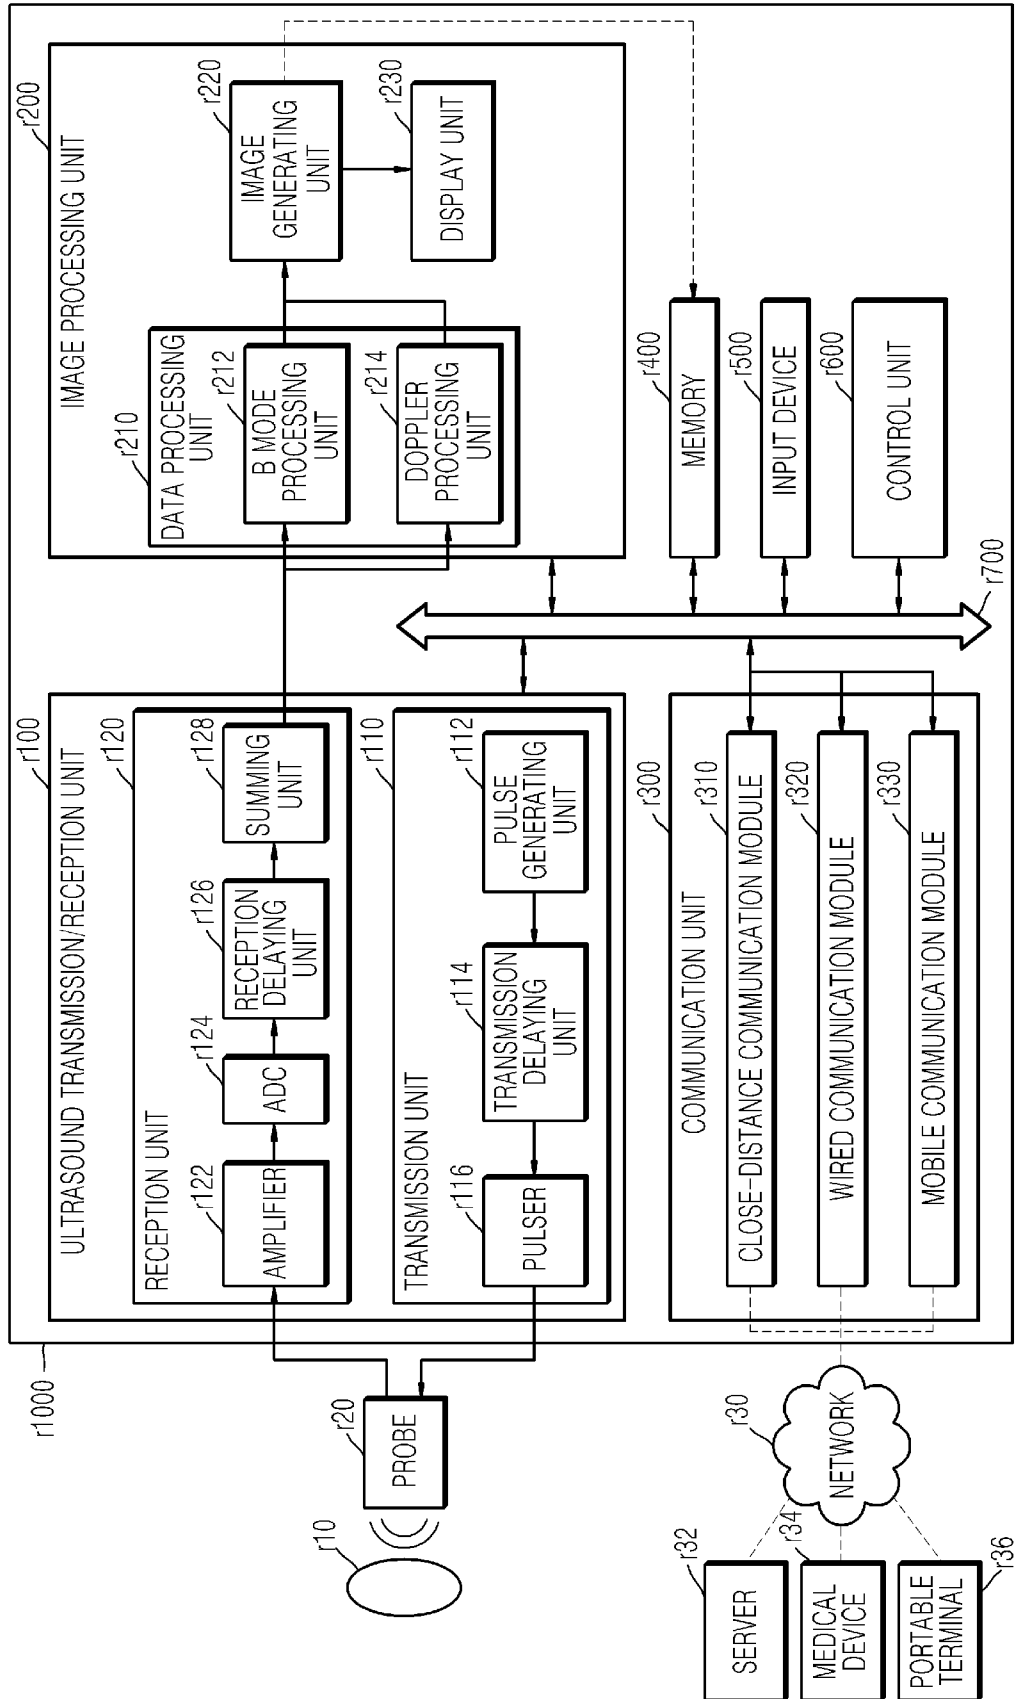 r1000
r100
ULTRASOUND TRANSMISSION/RECEPTION UNIT
r120
RECEPTION UNIT
r122
AMPLIFIER
r124
ADC
r126
RECEPTION
DELAYING
UNIT
r128
SUMMING
UNIT
r110
TRANSMISSION UNIT
r116
PULSER
r114
TRANSMISSION
DELAYING
UNIT
r112
PULSE
GENERATING
UNIT
r200
IMAGE PROCESSING UNIT
r210
DATA PROCESSING
UNIT
r212
B MODE
PROCESSING
UNIT
r214
DOPPLER
PROCESSING
UNIT
r220
IMAGE
GENERATING
UNIT
r230
DISPLAY UNIT
r10
r20
PROBE
r300
COMMUNICATION UNIT
r310
CLOSE-DISTANCE COMMUNICATION MODULE
r320
WIRED COMMUNICATION MODULE
r330
MOBILE COMMUNICATION MODULE
r400
MEMORY
r500
INPUT DEVICE
r600
CONTROL UNIT
r700
r30
NETWORK
r32
SERVER
r34
MEDICAL
DEVICE
r36
PORTABLE
TERMINAL